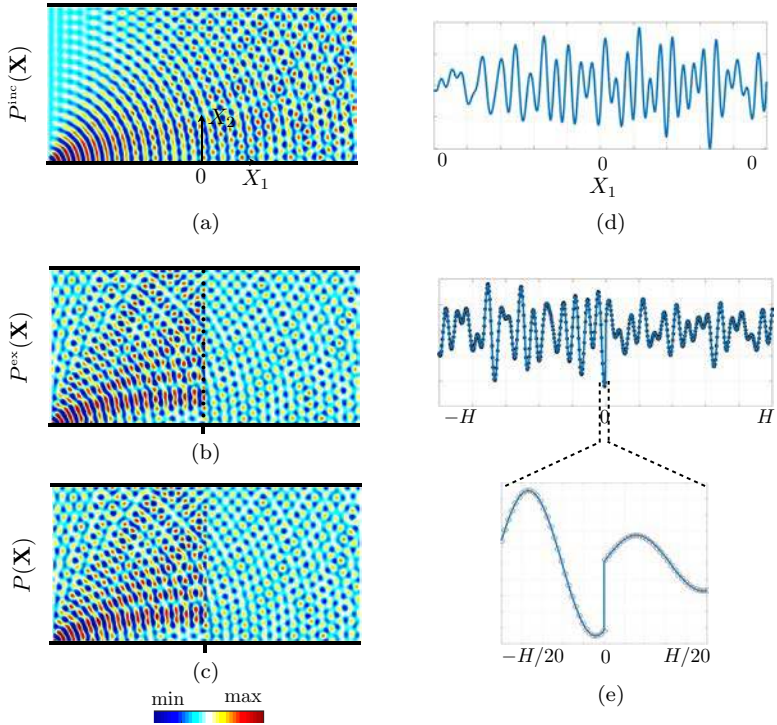 P^inc(X)
X_2
0
X_1
(a)
0
0
0
X_1
(d)
P^ex(X)
(b)
−H
0
H
P(X)
(c)
min
max
−H/20
0
H/20
(e)